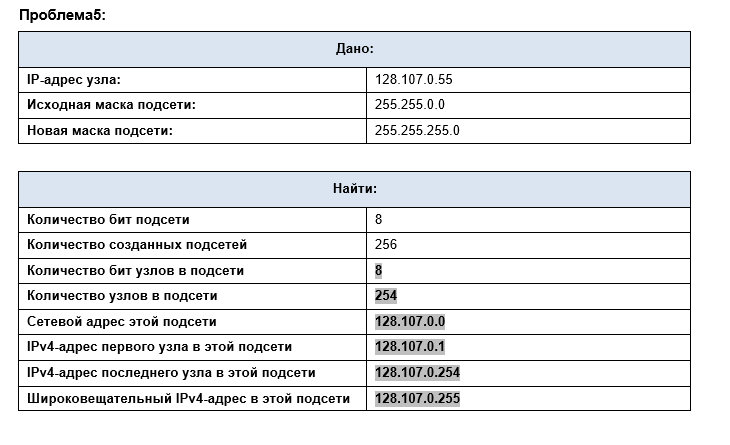 Проблема5:
Дано:
IP-адрес узла: 128.107.0.55
Исходная маска подсети: 255.255.0.0
Новая маска подсети: 255.255.255.0
Найти:
Количество бит подсети 8
Количество созданных подсетей 256
Количество бит узлов в подсети 8
Количество узлов в подсети 254
Сетевой адрес этой подсети 128.107.0.0
IPv4-адрес первого узла в этой подсети 128.107.0.1
IPv4-адрес последнего узла в этой подсети 128.107.0.254
Широковещательный IPv4-адрес в этой подсети 128.107.0.255